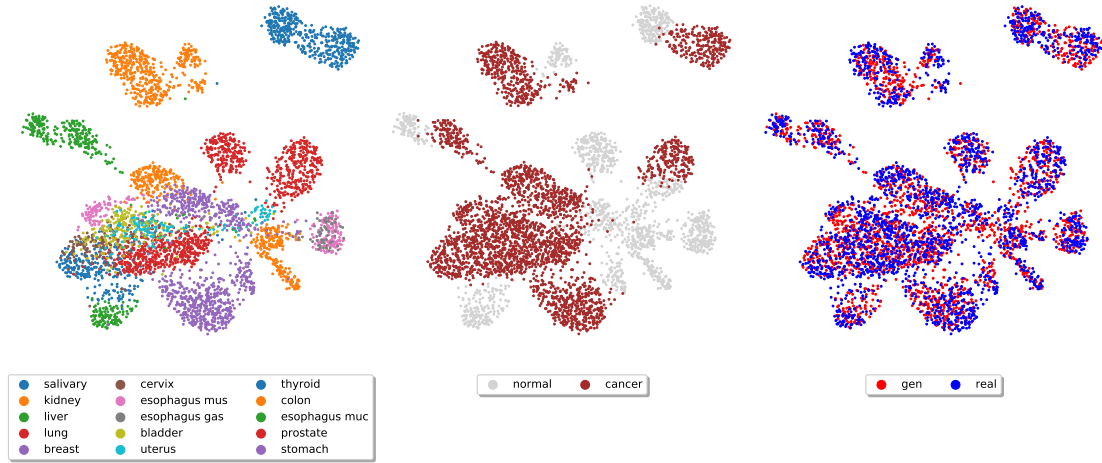 salivary cervix thyroid
kidney esophagus mus colon
liver esophagus gas esophagus muc
lung bladder prostate
breast uterus stomach
normal cancer
gen real